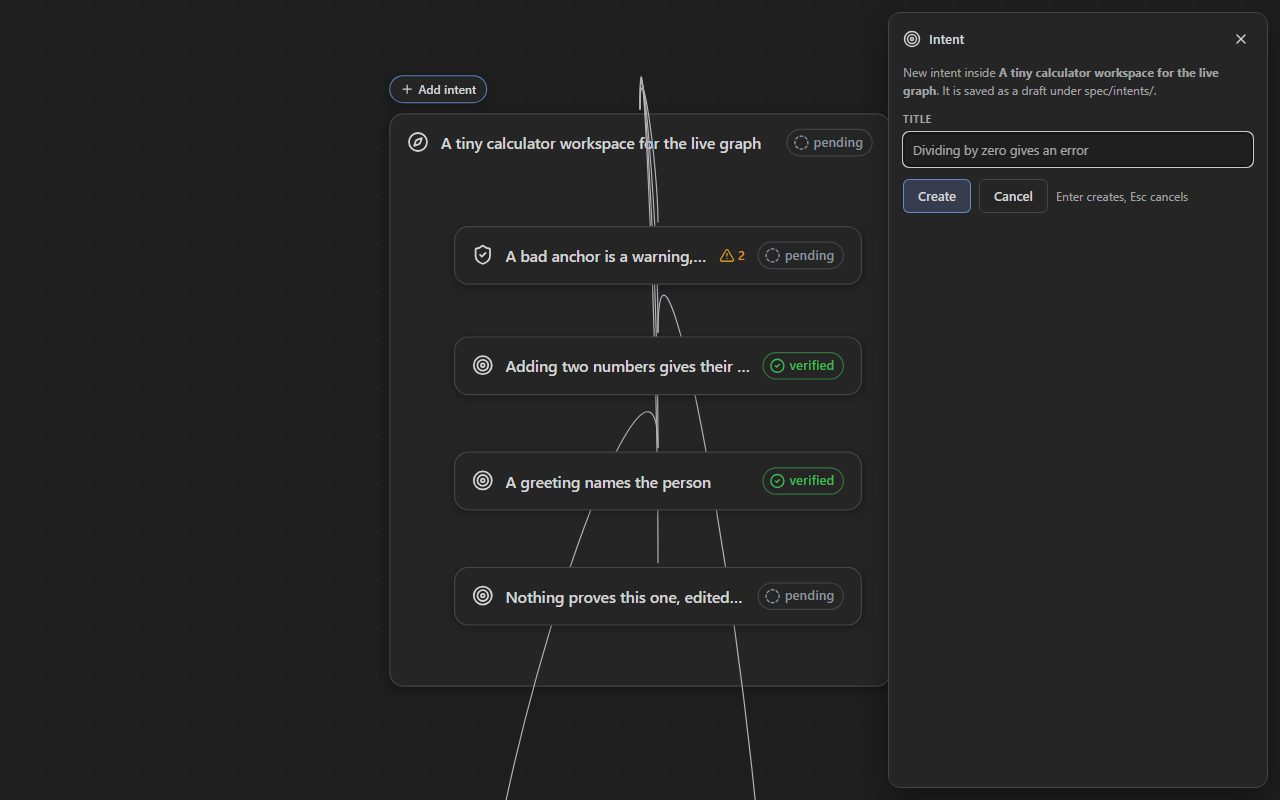 Add intent
A tiny calculator workspace for the live graph
pending
A bad anchor is a warning,...
2
pending
Adding two numbers gives their ...
verified
A greeting names the person
verified
Nothing proves this one, edited...
pending
Intent
New intent inside A tiny calculator workspace for the live
graph. It is saved as a draft under spec/intents/.
TITLE
Dividing by zero gives an error
Create
Cancel
Enter creates, Esc cancels